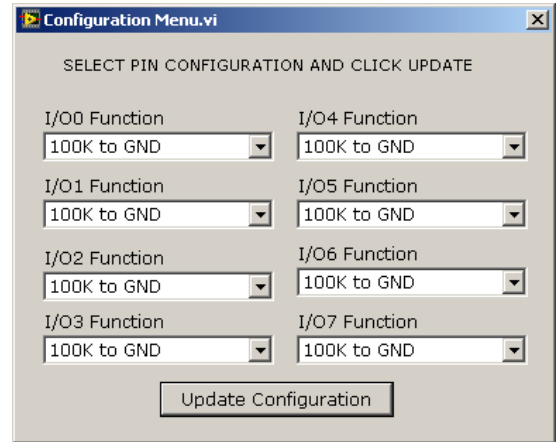 Configuration Menu.vi
SELECT PIN CONFIGURATION AND CLICK UPDATE
I/O0 Function
100K to GND
I/O1 Function
100K to GND
I/O2 Function
100K to GND
I/O3 Function
100K to GND
I/O4 Function
100K to GND
I/O5 Function
100K to GND
I/O6 Function
100K to GND
I/O7 Function
100K to GND
Update Configuration